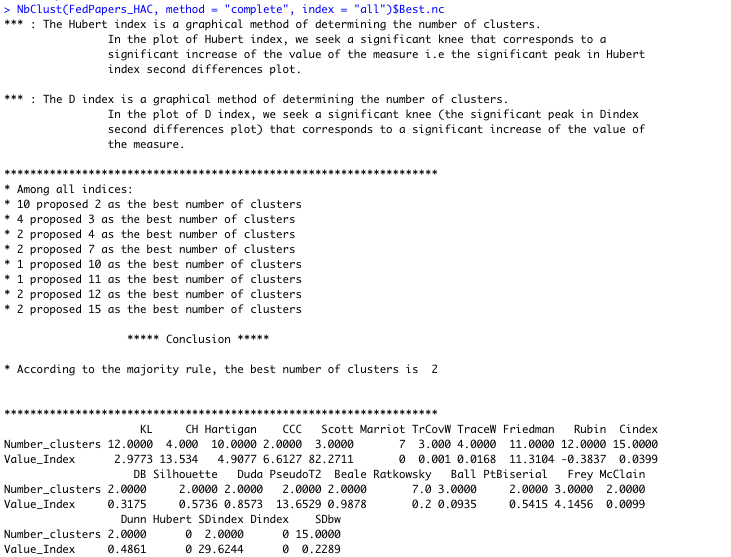 > NbClust(FedPapers_HAC, method = "complete", index = "all")$Best.nc
*** : The Hubert index is a graphical method of determining the number of clusters.
                In the plot of Hubert index, we seek a significant knee that corresponds to a
                significant increase of the value of the measure i.e the significant peak in Hubert
                index second differences plot.

*** : The D index is a graphical method of determining the number of clusters.
                In the plot of D index, we seek a significant knee (the significant peak in Dindex
                second differences plot) that corresponds to a significant increase of the value of
                the measure.

*******************************************************************
* Among all indices:
* 10 proposed 2 as the best number of clusters
* 4 proposed 3 as the best number of clusters
* 2 proposed 4 as the best number of clusters
* 2 proposed 7 as the best number of clusters
* 1 proposed 10 as the best number of clusters
* 1 proposed 11 as the best number of clusters
* 2 proposed 12 as the best number of clusters
* 2 proposed 15 as the best number of clusters

                   ***** Conclusion *****

* According to the majority rule, the best number of clusters is  2


*******************************************************************
                     KL     CH Hartigan    CCC   Scott Marriot TrCovW TraceW Friedman   Rubin  Cindex
Number_clusters 12.0000  4.000  10.0000 2.0000  3.0000       7  3.000 4.0000  11.0000 12.0000 15.0000
Value_Index      2.9773 13.534   4.9077 6.6127 82.2711       0  0.001 0.0168  11.3104 -0.3837  0.0399
                    DB Silhouette   Duda PseudoT2  Beale Ratkowsky   Ball PtBiserial   Frey McClain
Number_clusters 2.0000     2.0000 2.0000   2.0000 2.0000       7.0 3.0000     2.0000 3.0000  2.0000
Value_Index     0.3175     0.5736 0.8573  13.6529 0.9878       0.2 0.0935     0.5415 4.1456  0.0099
                  Dunn Hubert SDindex Dindex    SDbw
Number_clusters 2.0000      0  2.0000      0 15.0000
Value_Index     0.4861      0 29.6244      0  0.2289